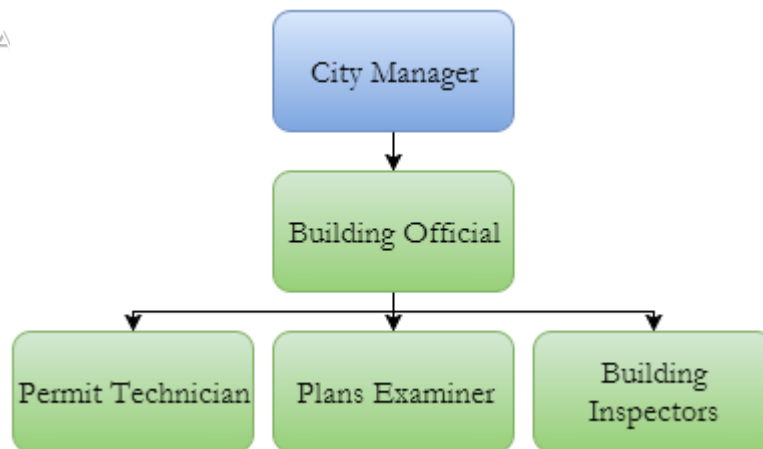 City Manager
Building Official
Permit Technician
Plans Examiner
Building
Inspectors